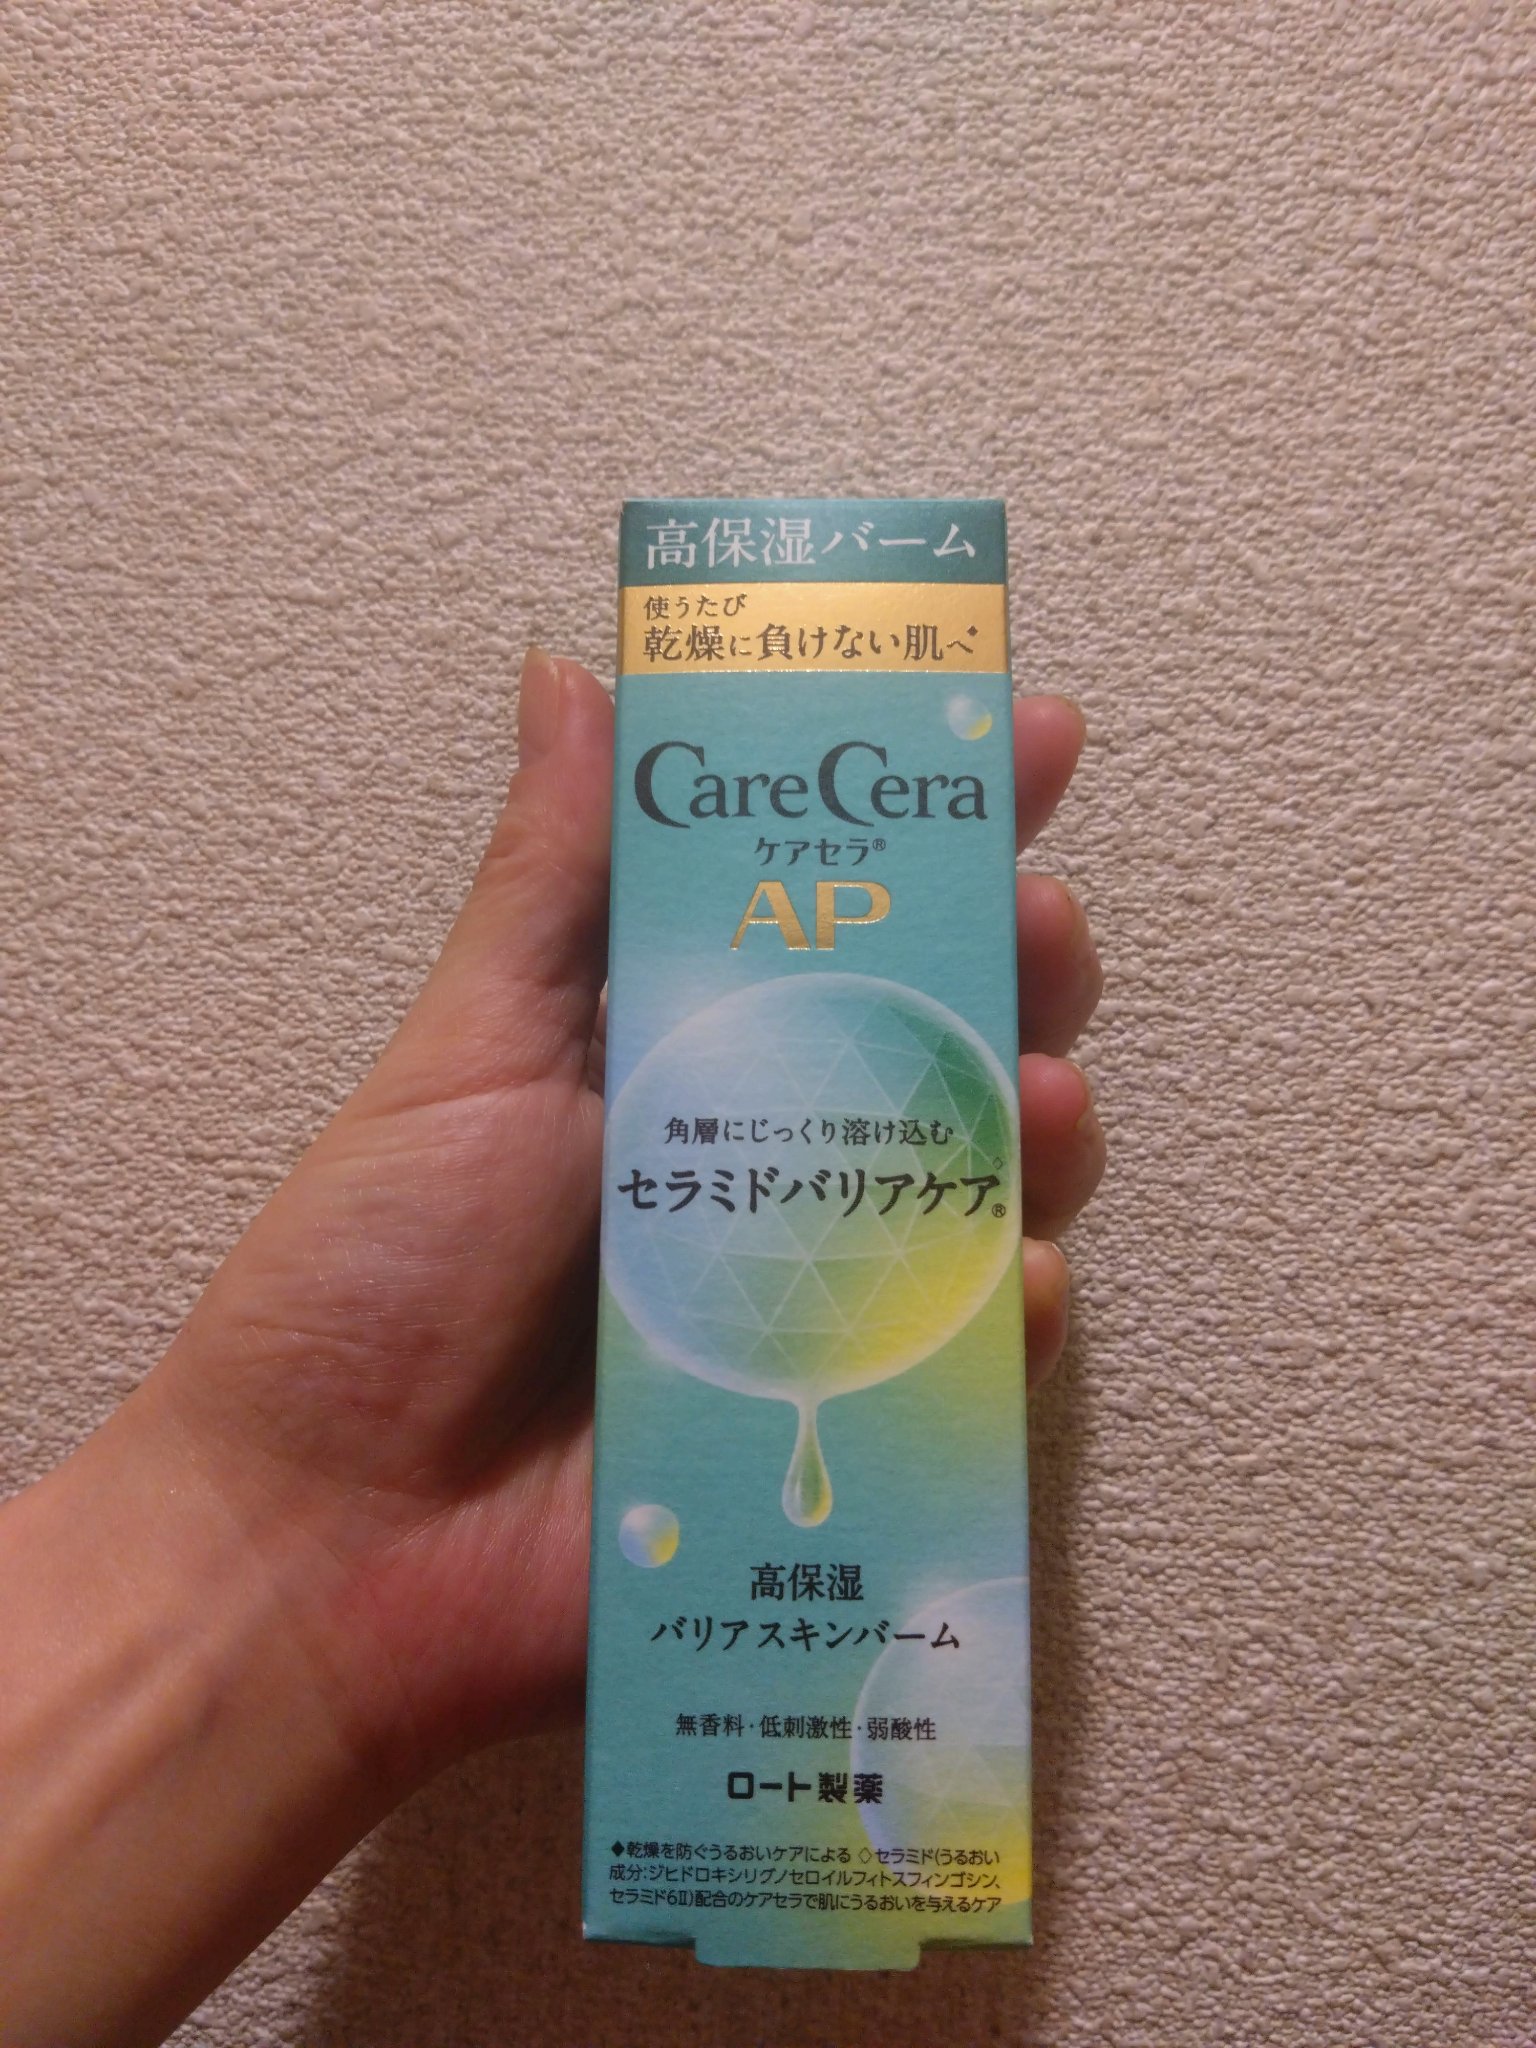 高保湿バーム
使うたび
乾燥に負けない肌へ◆
CareCera
ケアセラ®
AP
角層にじっくり溶け込む
セラミドバリアケア◇®
高保湿
バリアスキンバーム
無香料・低刺激性・弱酸性
ロート製薬
◆乾燥を防ぐうるおいケアによる ◇セラミド(うるおい
成分:ジヒドロキシリグノセロイルフィトスフィンゴシン、
セラミド6Ⅱ)配合のケアセラで肌にうるおいを与えるケア